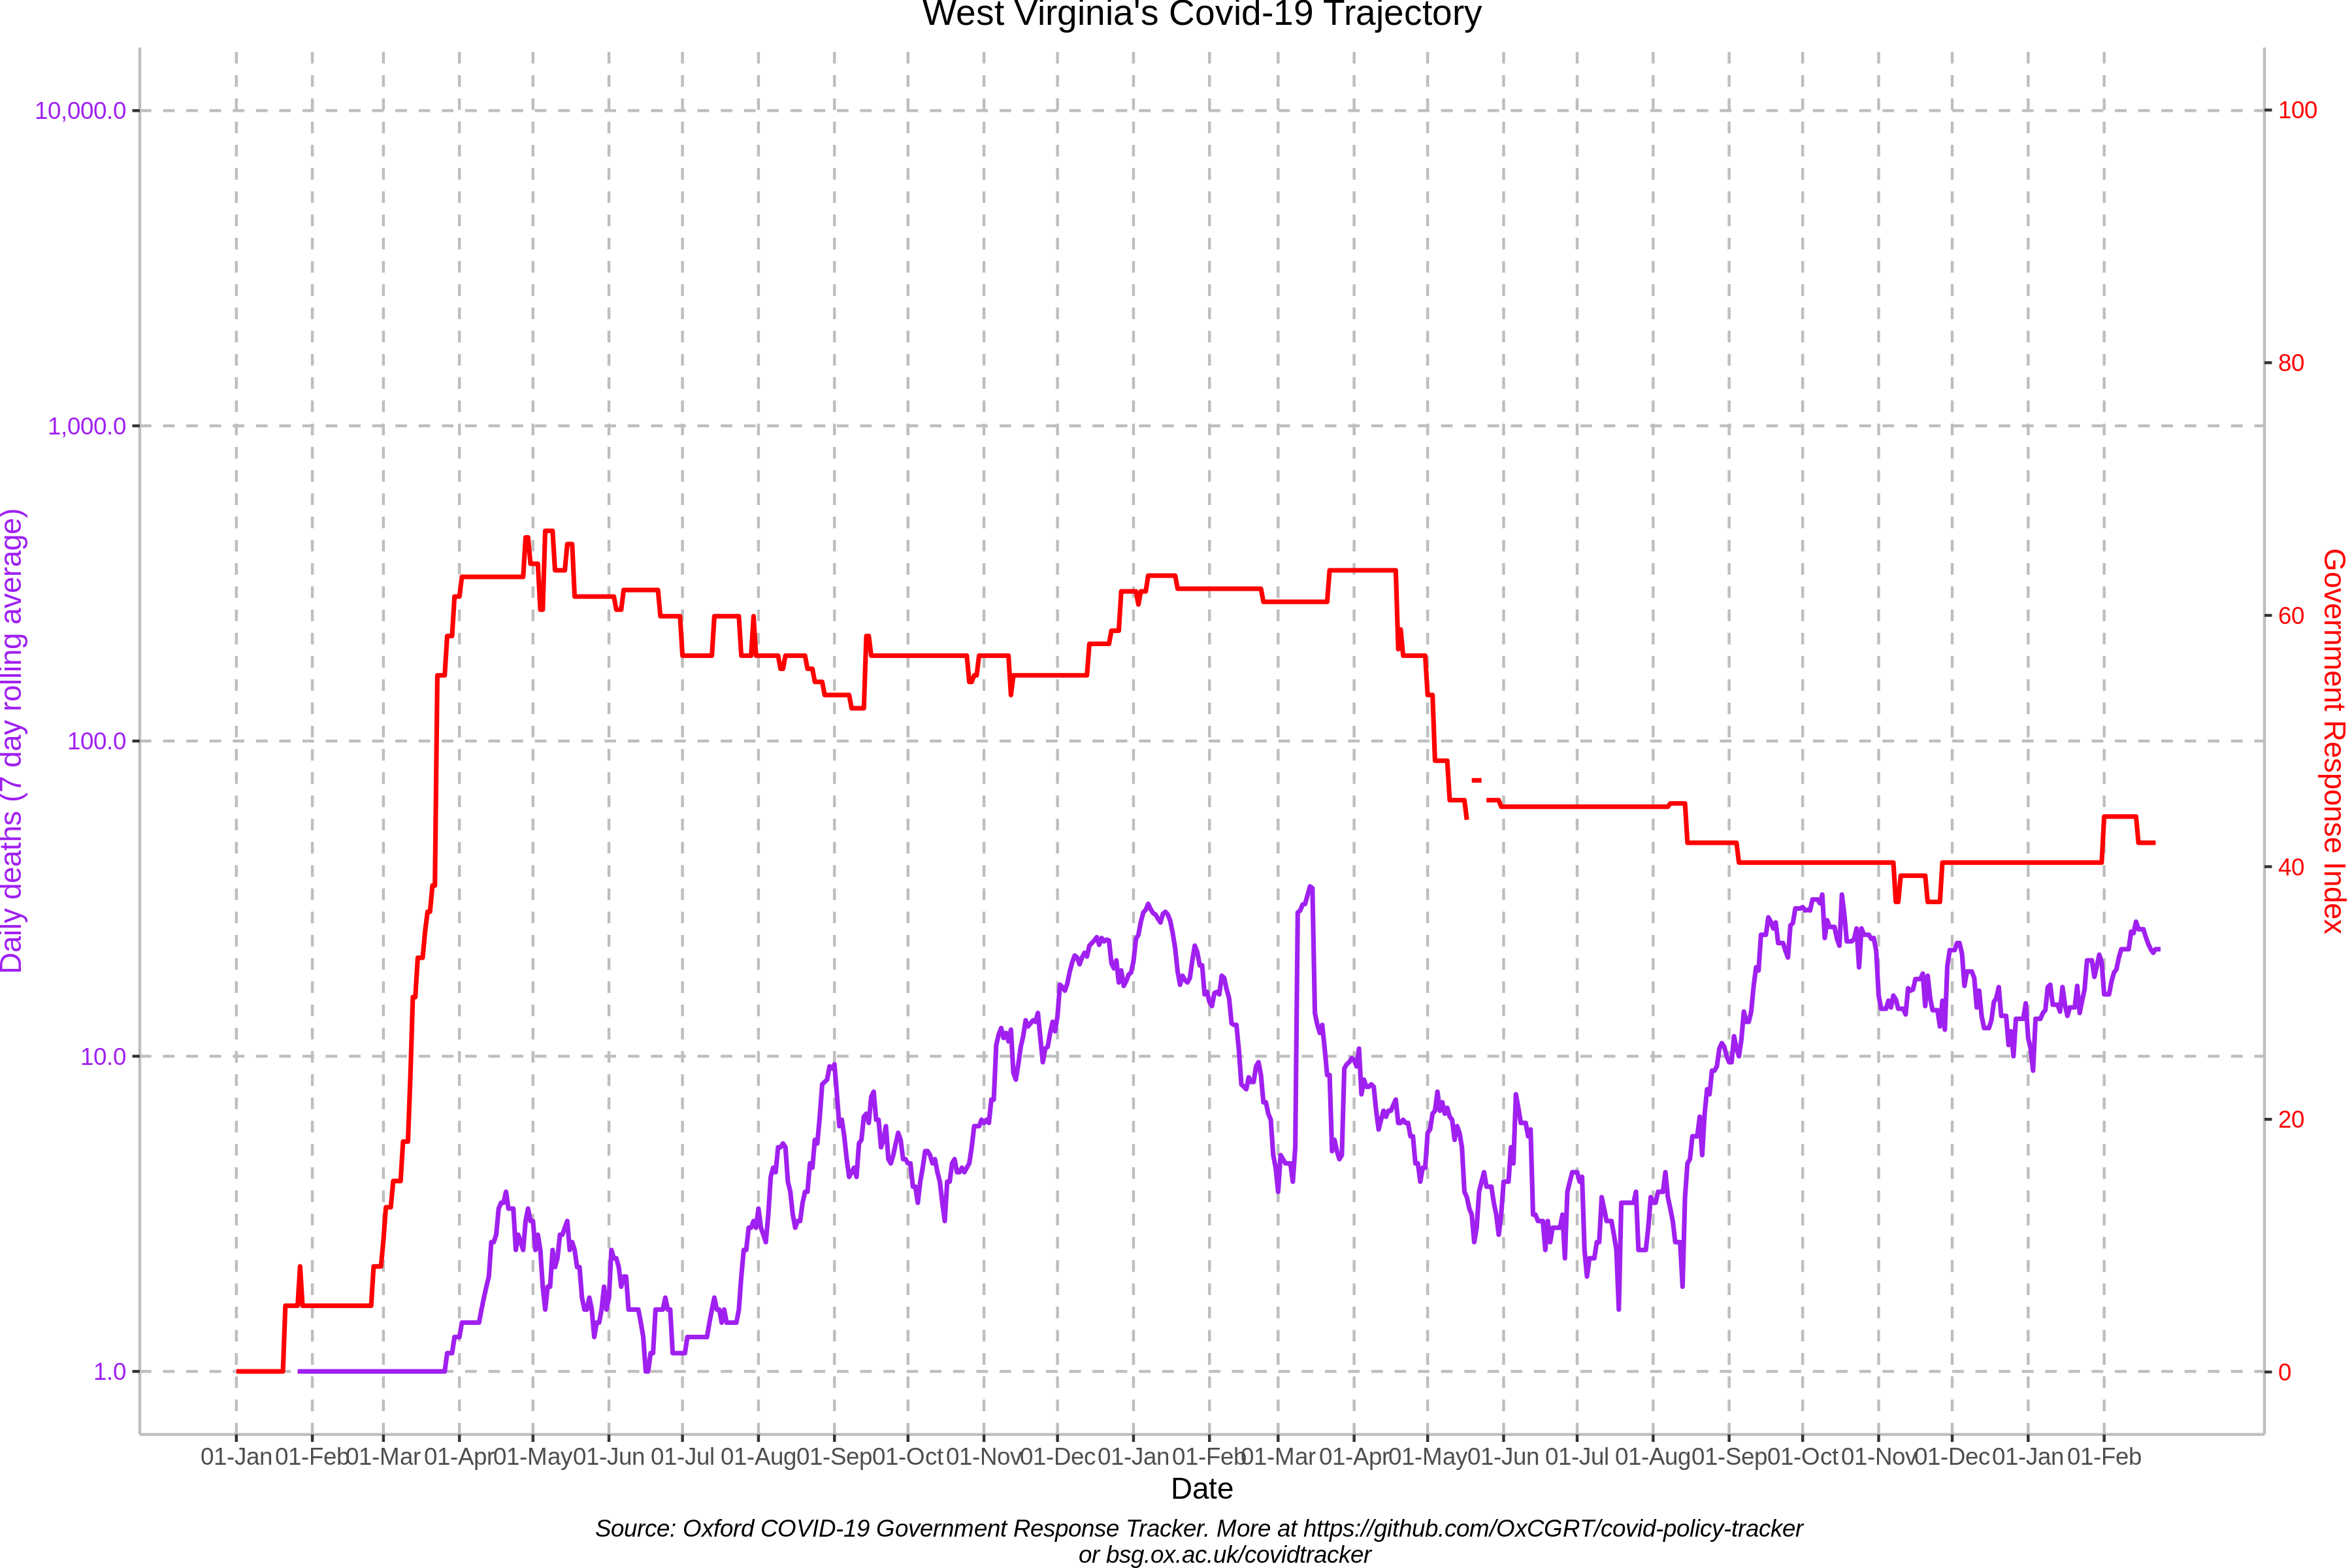 West Virginia's Covid-19 Trajectory
10,000.0
1,000.0
100.0
10.0
1.0
Daily deaths (7 day rolling average)
100
80
60
40
20
0
Government Response Index
01-Jan 01-Feb 01-Mar 01-Apr 01-May 01-Jun 01-Jul 01-Aug 01-Sep 01-Oct 01-Nov 01-Dec 01-Jan 01-Feb 01-Mar 01-Apr 01-May 01-Jun 01-Jul 01-Aug 01-Sep 01-Oct 01-Nov 01-Dec 01-Jan 01-Feb
Date
Source: Oxford COVID-19 Government Response Tracker. More at https://github.com/OxCGRT/covid-policy-tracker
or bsg.ox.ac.uk/covidtracker